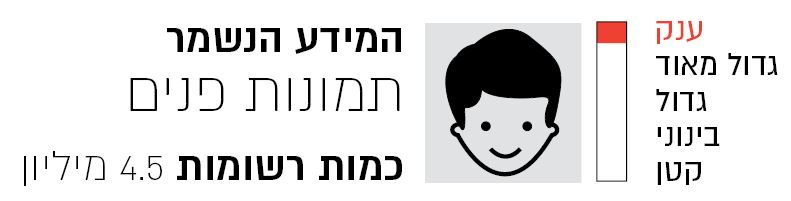 ענק
גדול מאוד
גדול
בינוני
קטן
המידע הנשמר
תמונות פנים
כמות רשומות 4.5 מיליון